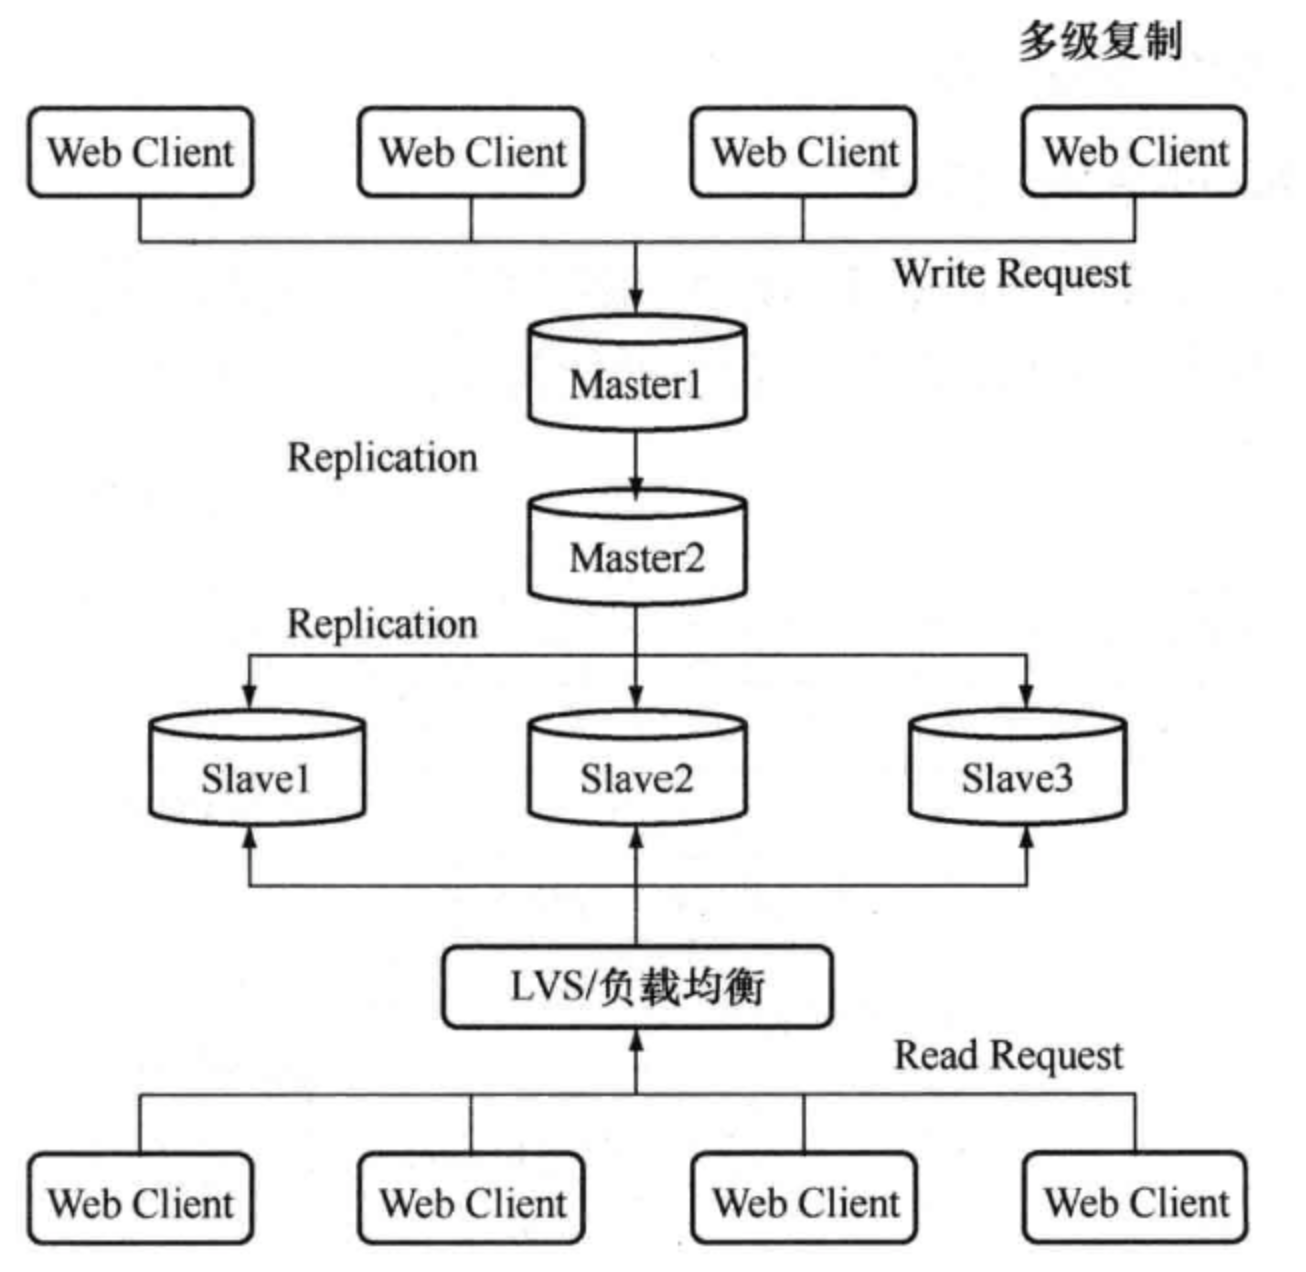 多级复制
Web Client Web Client Web Client Web Client
Write Request
Master1
Replication
Master2
Replication
Slave1 Slave2 Slave3
LVS/负载均衡
Read Request
Web Client Web Client Web Client Web Client